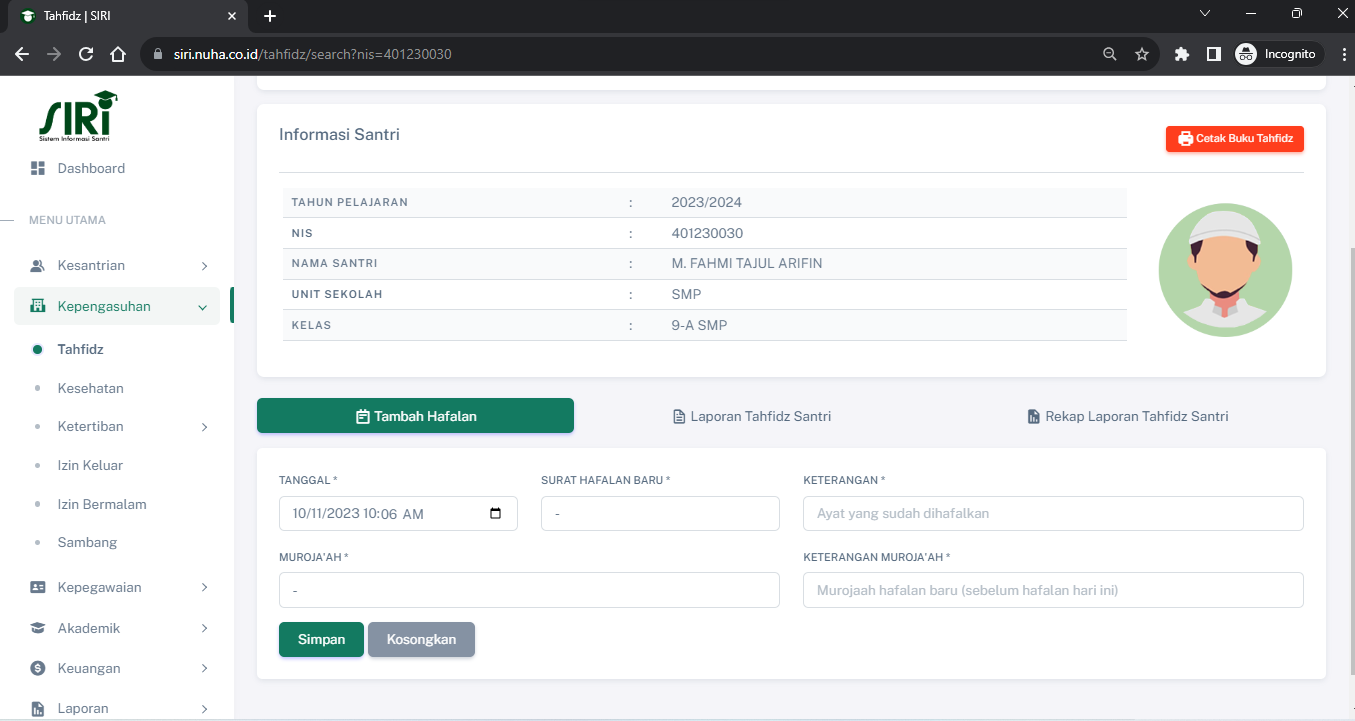 Tahfidz | SIRI
siri.nuha.co.id/tahfidz/search?nis=401230030
Incognito
SIRI
Sistem Informasi Santri
Dashboard
MENU UTAMA
Kesantrian
Kepengasuhan
Tahfidz
Kesehatan
Ketertiban
Izin Keluar
Izin Bermalam
Sambang
Kepegawaian
Akademik
Keuangan
Laporan
Informasi Santri
Cetak Buku Tahfidz
TAHUN PELAJARAN : 2023/2024
NIS : 401230030
NAMA SANTRI : M. FAHMI TAJUL ARIFIN
UNIT SEKOLAH : SMP
KELAS : 9-A SMP
Tambah Hafalan
Laporan Tahfidz Santri
Rekap Laporan Tahfidz Santri
TANGGAL * SURAT HAFALAN BARU * KETERANGAN *
10/11/2023 10:06 AM - Ayat yang sudah dihafalkan
MUROJA'AH * KETERANGAN MUROJA'AH *
- Murojaah hafalan baru (sebelum hafalan hari ini)
Simpan Kosongkan